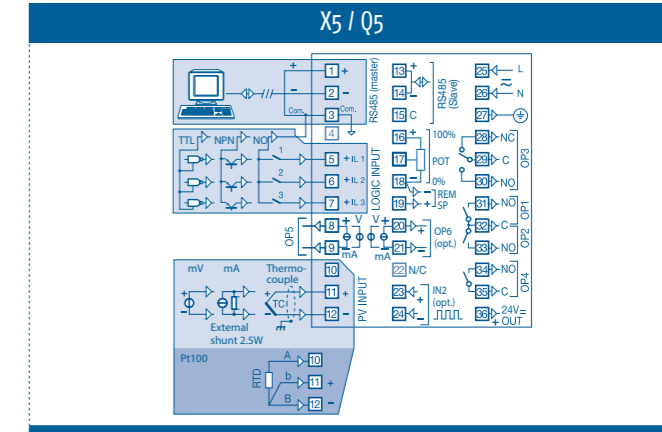 X5 / Q5
+
-
Com.
1 +
2 -
3 Com.
4
RS485 (master)
13 +
14 -
15 C
RS485
(Slave)
25 L
26 N
27
TTL NPN NO
1
2
3
5 + IL 1
6 + IL 2
7 + IL 3
LOGIC INPUT
16 100%
17 POT
18 0%
19 + - REM
+ SP
28 NC
29 C
30 NO
OP3
31 NO
32 C
33 NO
OP1
OP2
OP5
8 + V
9 - mA
V + 20 +
mA - 21 -
OP6
(opt.)
34 NO
35 C
OP4
36 24V
+ OUT
mV mA Thermo-
couple
TC
External
shunt 2.5W
10
11 +
12 -
PV INPUT
22 N/C
23 +
24 -
IN2
(opt.)
Pt100
RTD
A 10
b 11 +
B 12 -